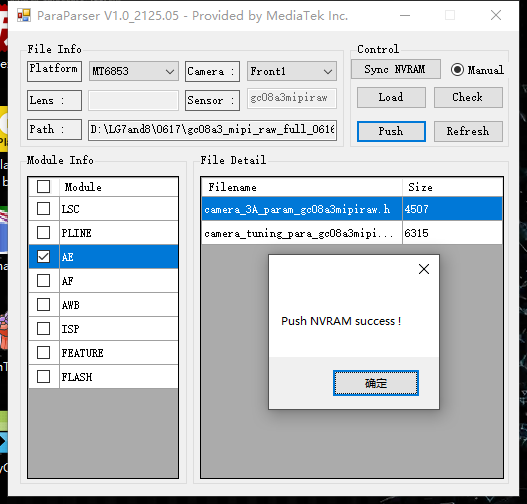 ParaParser V1.0_2125.05 - Provided by MediaTek Inc.
File Info
Control
Platform
MT6853
Camera :
Front1
Sync NVRAM
Manual
Lens :
Sensor :
gc08a3mipiraw
Load
Check
Path :
D:\LG7and8\0617\gc08a3_mipi_raw_full_0616
Push
Refresh
Module Info
File Detail
Module
Filename
Size
LSC
camera_3A_param_gc08a3mipiraw.h
4507
PLINE
camera_tuning_para_gc08a3mipi...
6315
AE
AF
AWB
ISP
FEATURE
FLASH
Push NVRAM success !
确定